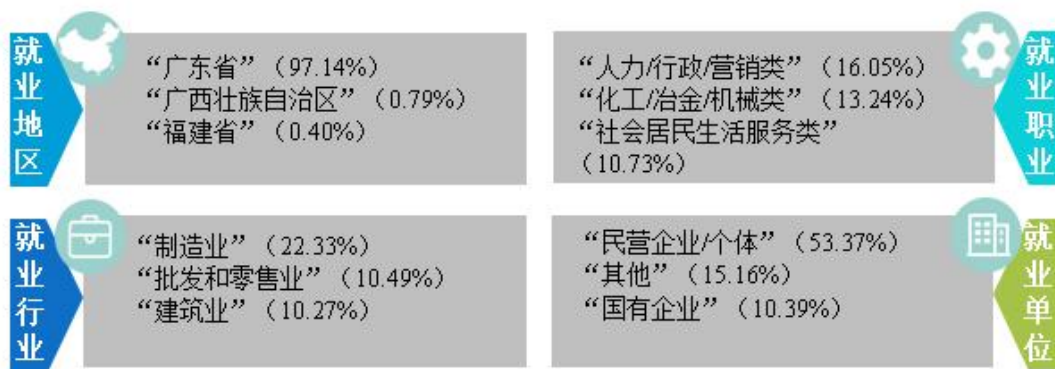 就业地区
“广东省”（97.14%）
“广西壮族自治区”（0.79%）
“福建省”（0.40%）
“人力/行政/营销类”（16.05%）
“化工/冶金/机械类”（13.24%）
“社会居民生活服务类”
（10.73%）
就业职业
就业行业
“制造业”（22.33%）
“批发和零售业”（10.49%）
“建筑业”（10.27%）
“民营企业/个体”（53.37%）
“其他”（15.16%）
“国有企业”（10.39%）
就业单位